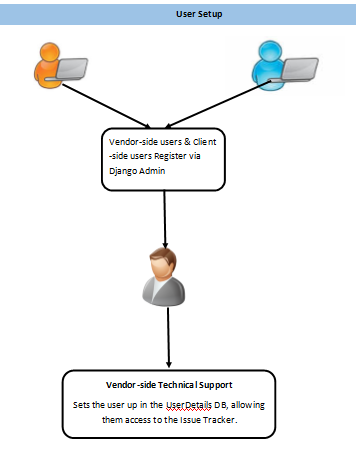 User Setup
Vendor-side users & Client
-side users Register via
Django Admin
Vendor-side Technical Support
Sets the user up in the UserDetails DB, allowing
them access to the Issue Tracker.